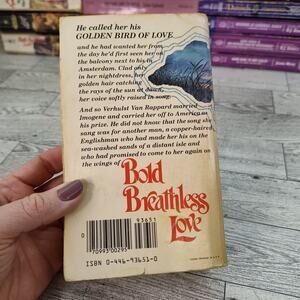 He called her his
GOLDEN BIRD OF LOVE
and he had wanted her from
the day he'd first seen her on
the balcony next to his in
Amsterdam. Clad only
in her nightdress, her
golden hair catching
the rays of the sun at dawn,
her voice softly raised in song.
And so Verhulst Van Rappard married
Imogene and carried her off to America as
his prize. He did not know that the song she
sang was for another man, a copper-haired
Englishman who had made her his on the
sea-washed sands of a distant isle and
who had promised to come to her again on
the wings of
Bold
Breathless
Love
93651
0
70993 00295
ISBN 0-446-93651-0